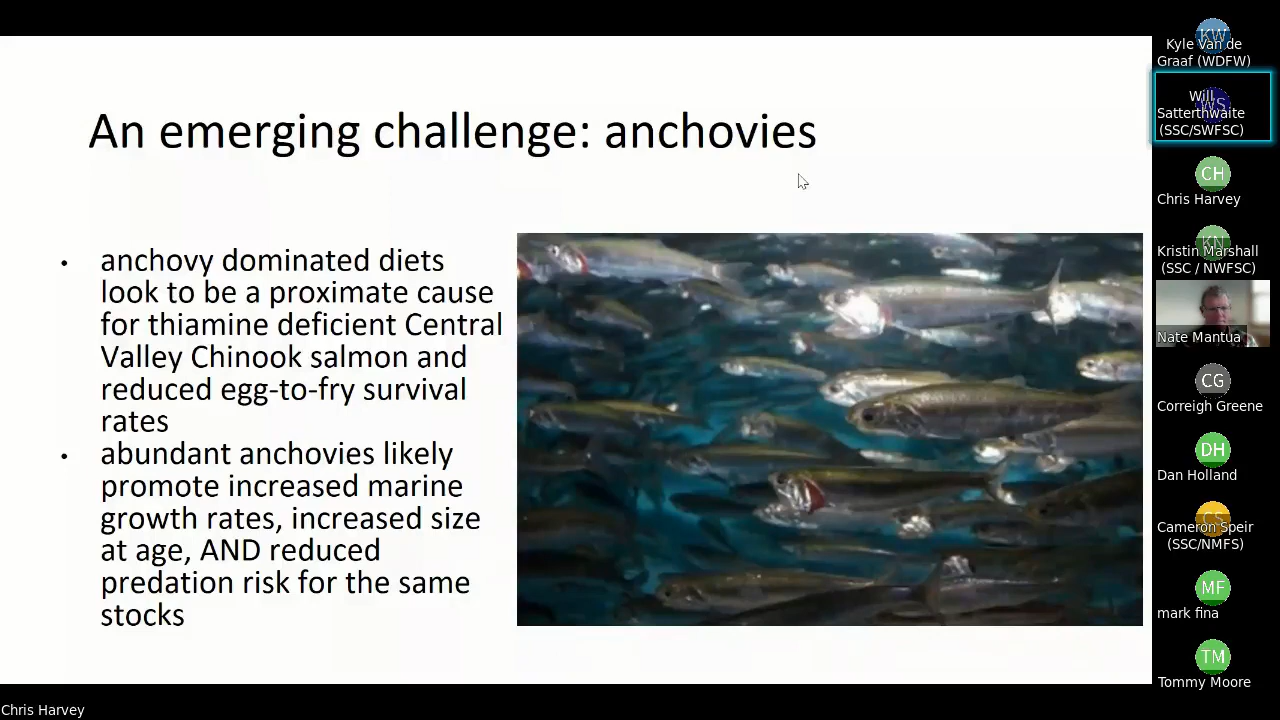 An emerging challenge: anchovies
• anchovy dominated diets
look to be a proximate cause
for thiamine deficient Central
Valley Chinook salmon and
reduced egg-to-fry survival
rates
• abundant anchovies likely
promote increased marine
growth rates, increased size
at age, AND reduced
predation risk for the same
stocks
KW
Kyle Van de
Graaf (WDFW)
WS
Will
Satterthwaite
(SSC/SWFSC)
CH
Chris Harvey
KN
Kristin Marshall
(SSC / NWFSC)
Nate Mantua
CG
Correigh Greene
DH
Dan Holland
CS
Cameron Speir
(SSC/NMFS)
MF
mark fina
TM
Tommy Moore
Chris Harvey